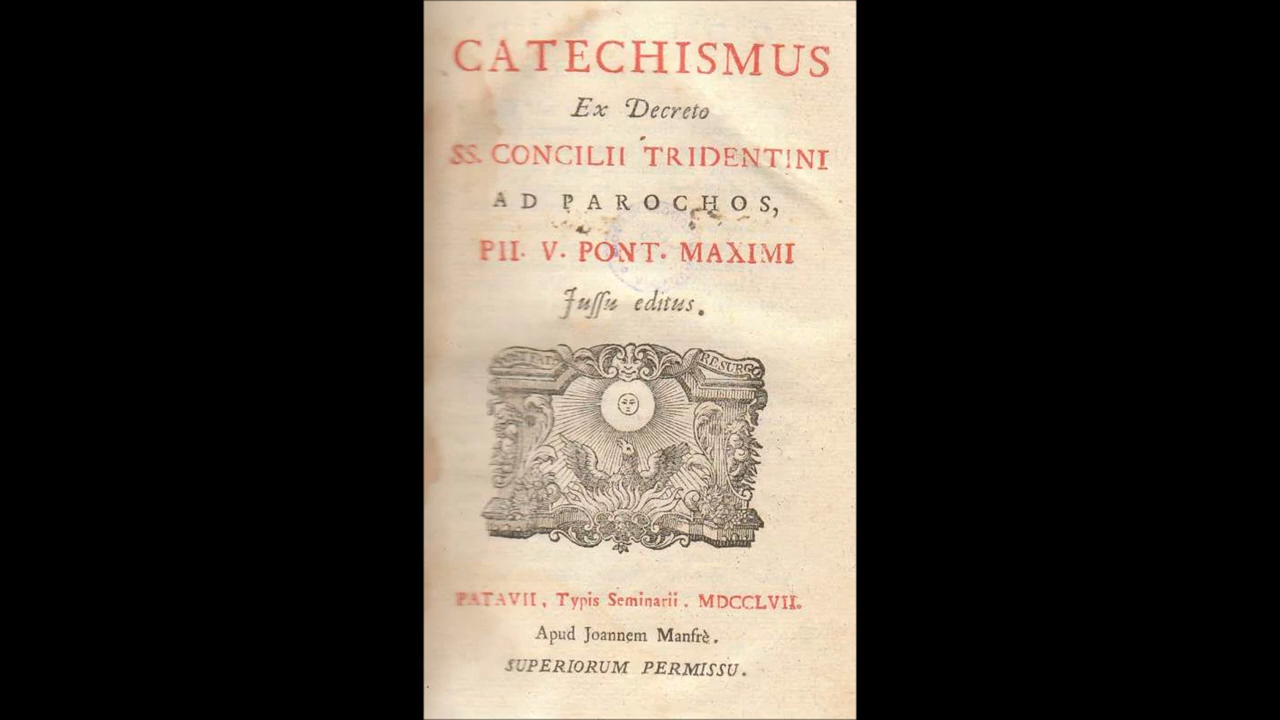 CATECHISMUS
Ex Decreto
SS. CONCILII TRIDENTINI
AD PAROCHOS,
PII. V. PONT. MAXIMI
Jussu editus.
RESURGO
PATAVII, Typis Seminarii. MDCCLVII.
Apud Joannem Manfrè.
SUPERIORUM PERMISSU.